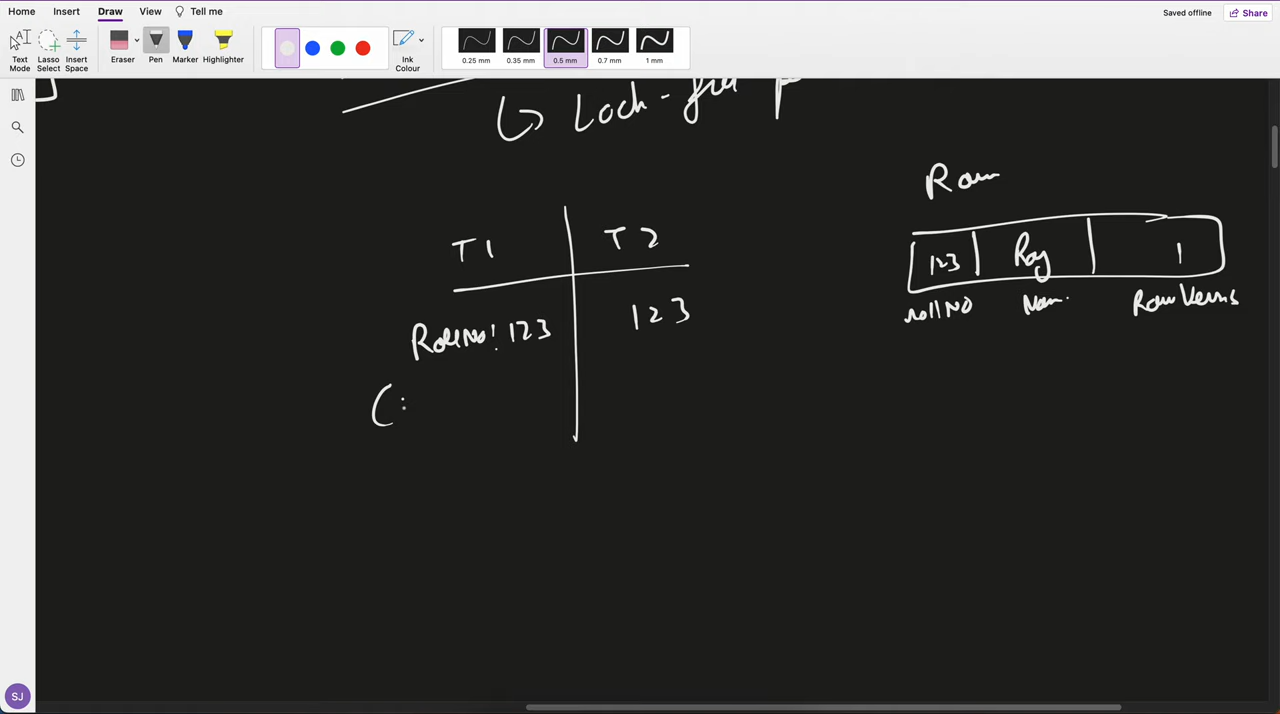 Home Insert Draw View Tell me
Saved offline Share
Text Mode Lasso Select Insert Space Eraser Pen Marker Highlighter Ink Colour 0.25 mm 0.35 mm 0.5 mm 0.7 mm 1 mm
Lock-free
Row
T1 T2
123 1
rollNO
RollNo: 123 123
(:
SJ